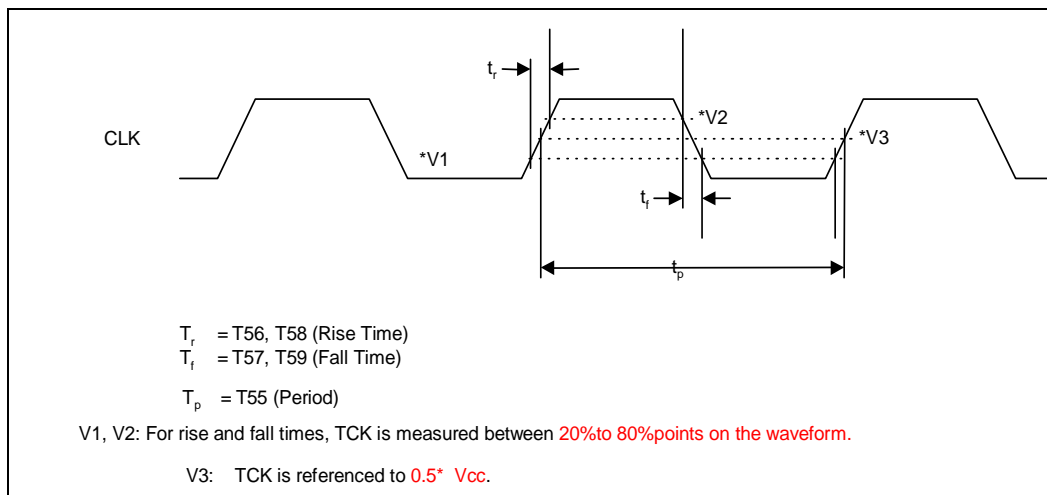 tr
CLK
*V2
*V3
*V1
tf
tp
Tr = T56, T58 (Rise Time)
Tf = T57, T59 (Fall Time)
Tp = T55 (Period)
V1, V2: For rise and fall times, TCK is measured between 20%to 80%points on the waveform.
V3: TCK is referenced to 0.5* Vcc.